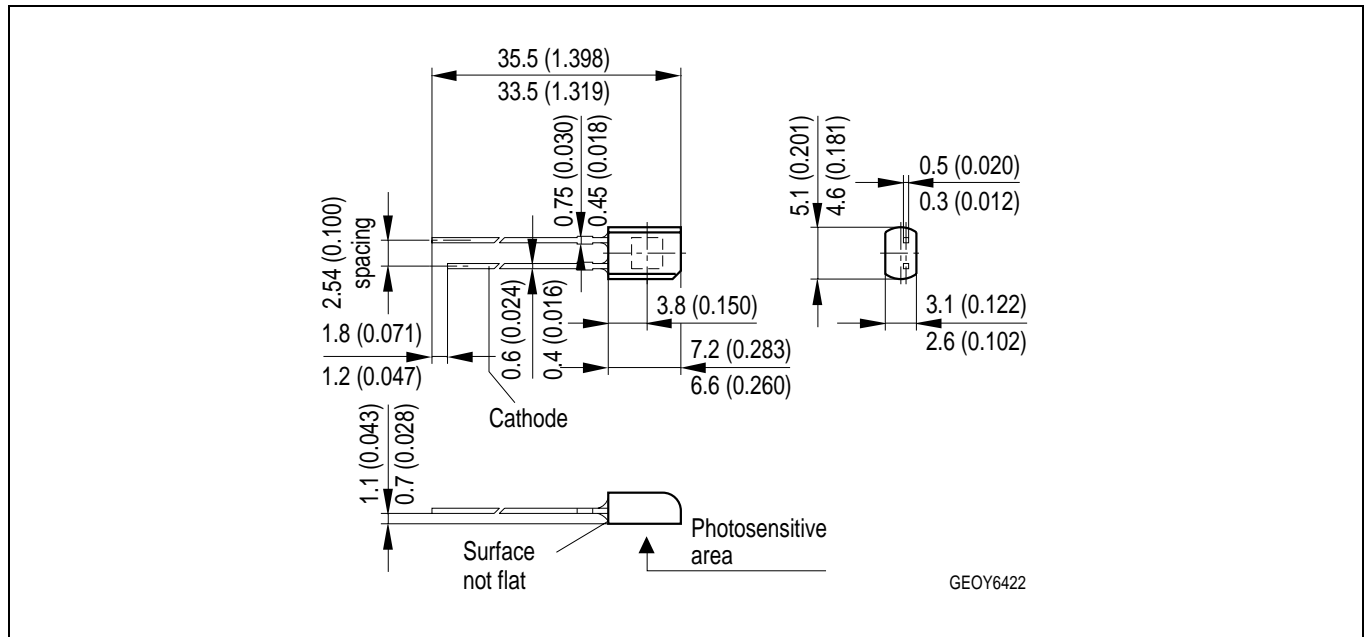 35.5 (1.398)
33.5 (1.319)
0.75 (0.030)
0.45 (0.018)
5.1 (0.201)
4.6 (0.181)
0.5 (0.020)
0.3 (0.012)
2.54 (0.100)
spacing
1.8 (0.071)
1.2 (0.047)
0.6 (0.024)
0.4 (0.016)
3.8 (0.150)
7.2 (0.283)
6.6 (0.260)
3.1 (0.122)
2.6 (0.102)
Cathode
1.1 (0.043)
0.7 (0.028)
Surface
not flat
Photosensitive
area
GEOY6422